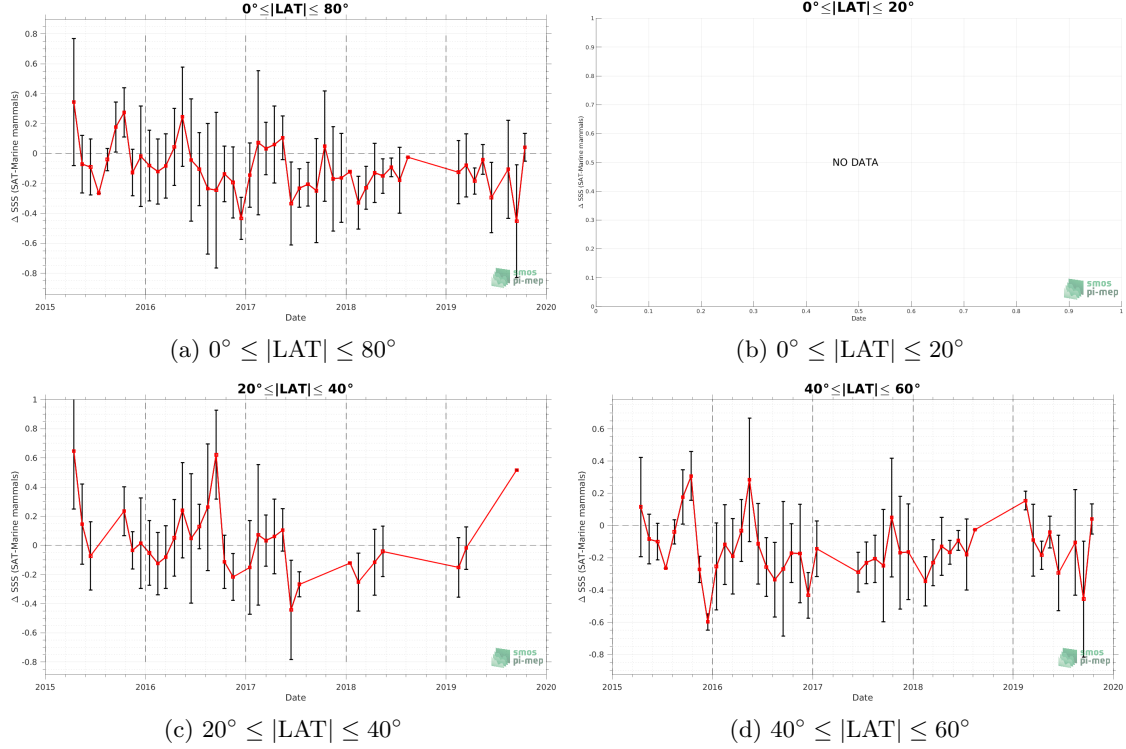 0°≤|LAT|≤ 80°
Δ SSS (SAT-Marine mammals)
0.8
0.6
0.4
0.2
0
-0.2
-0.4
-0.6
-0.8
2015 2016 2017 2018 2019 2020
Date
smos
pi-mep
(a) 0° ≤ |LAT| ≤ 80°
0°≤|LAT|≤ 20°
Δ SSS (SAT-Marine mammals)
1
0.9
0.8
0.7
0.6
0.5
0.4
0.3
0.2
0.1
0
NO DATA
0 0.1 0.2 0.3 0.4 0.5 0.6 0.7 0.8 0.9 1
Date
smos
pi-mep
(b) 0° ≤ |LAT| ≤ 20°
20°≤|LAT|≤ 40°
Δ SSS (SAT-Marine mammals)
1
0.8
0.6
0.4
0.2
0
-0.2
-0.4
-0.6
-0.8
2015 2016 2017 2018 2019 2020
Date
smos
pi-mep
(c) 20° ≤ |LAT| ≤ 40°
40°≤|LAT|≤ 60°
Δ SSS (SAT-Marine mammals)
0.6
0.4
0.2
0
-0.2
-0.4
-0.6
-0.8
2015 2016 2017 2018 2019 2020
Date
smos
pi-mep
(d) 40° ≤ |LAT| ≤ 60°